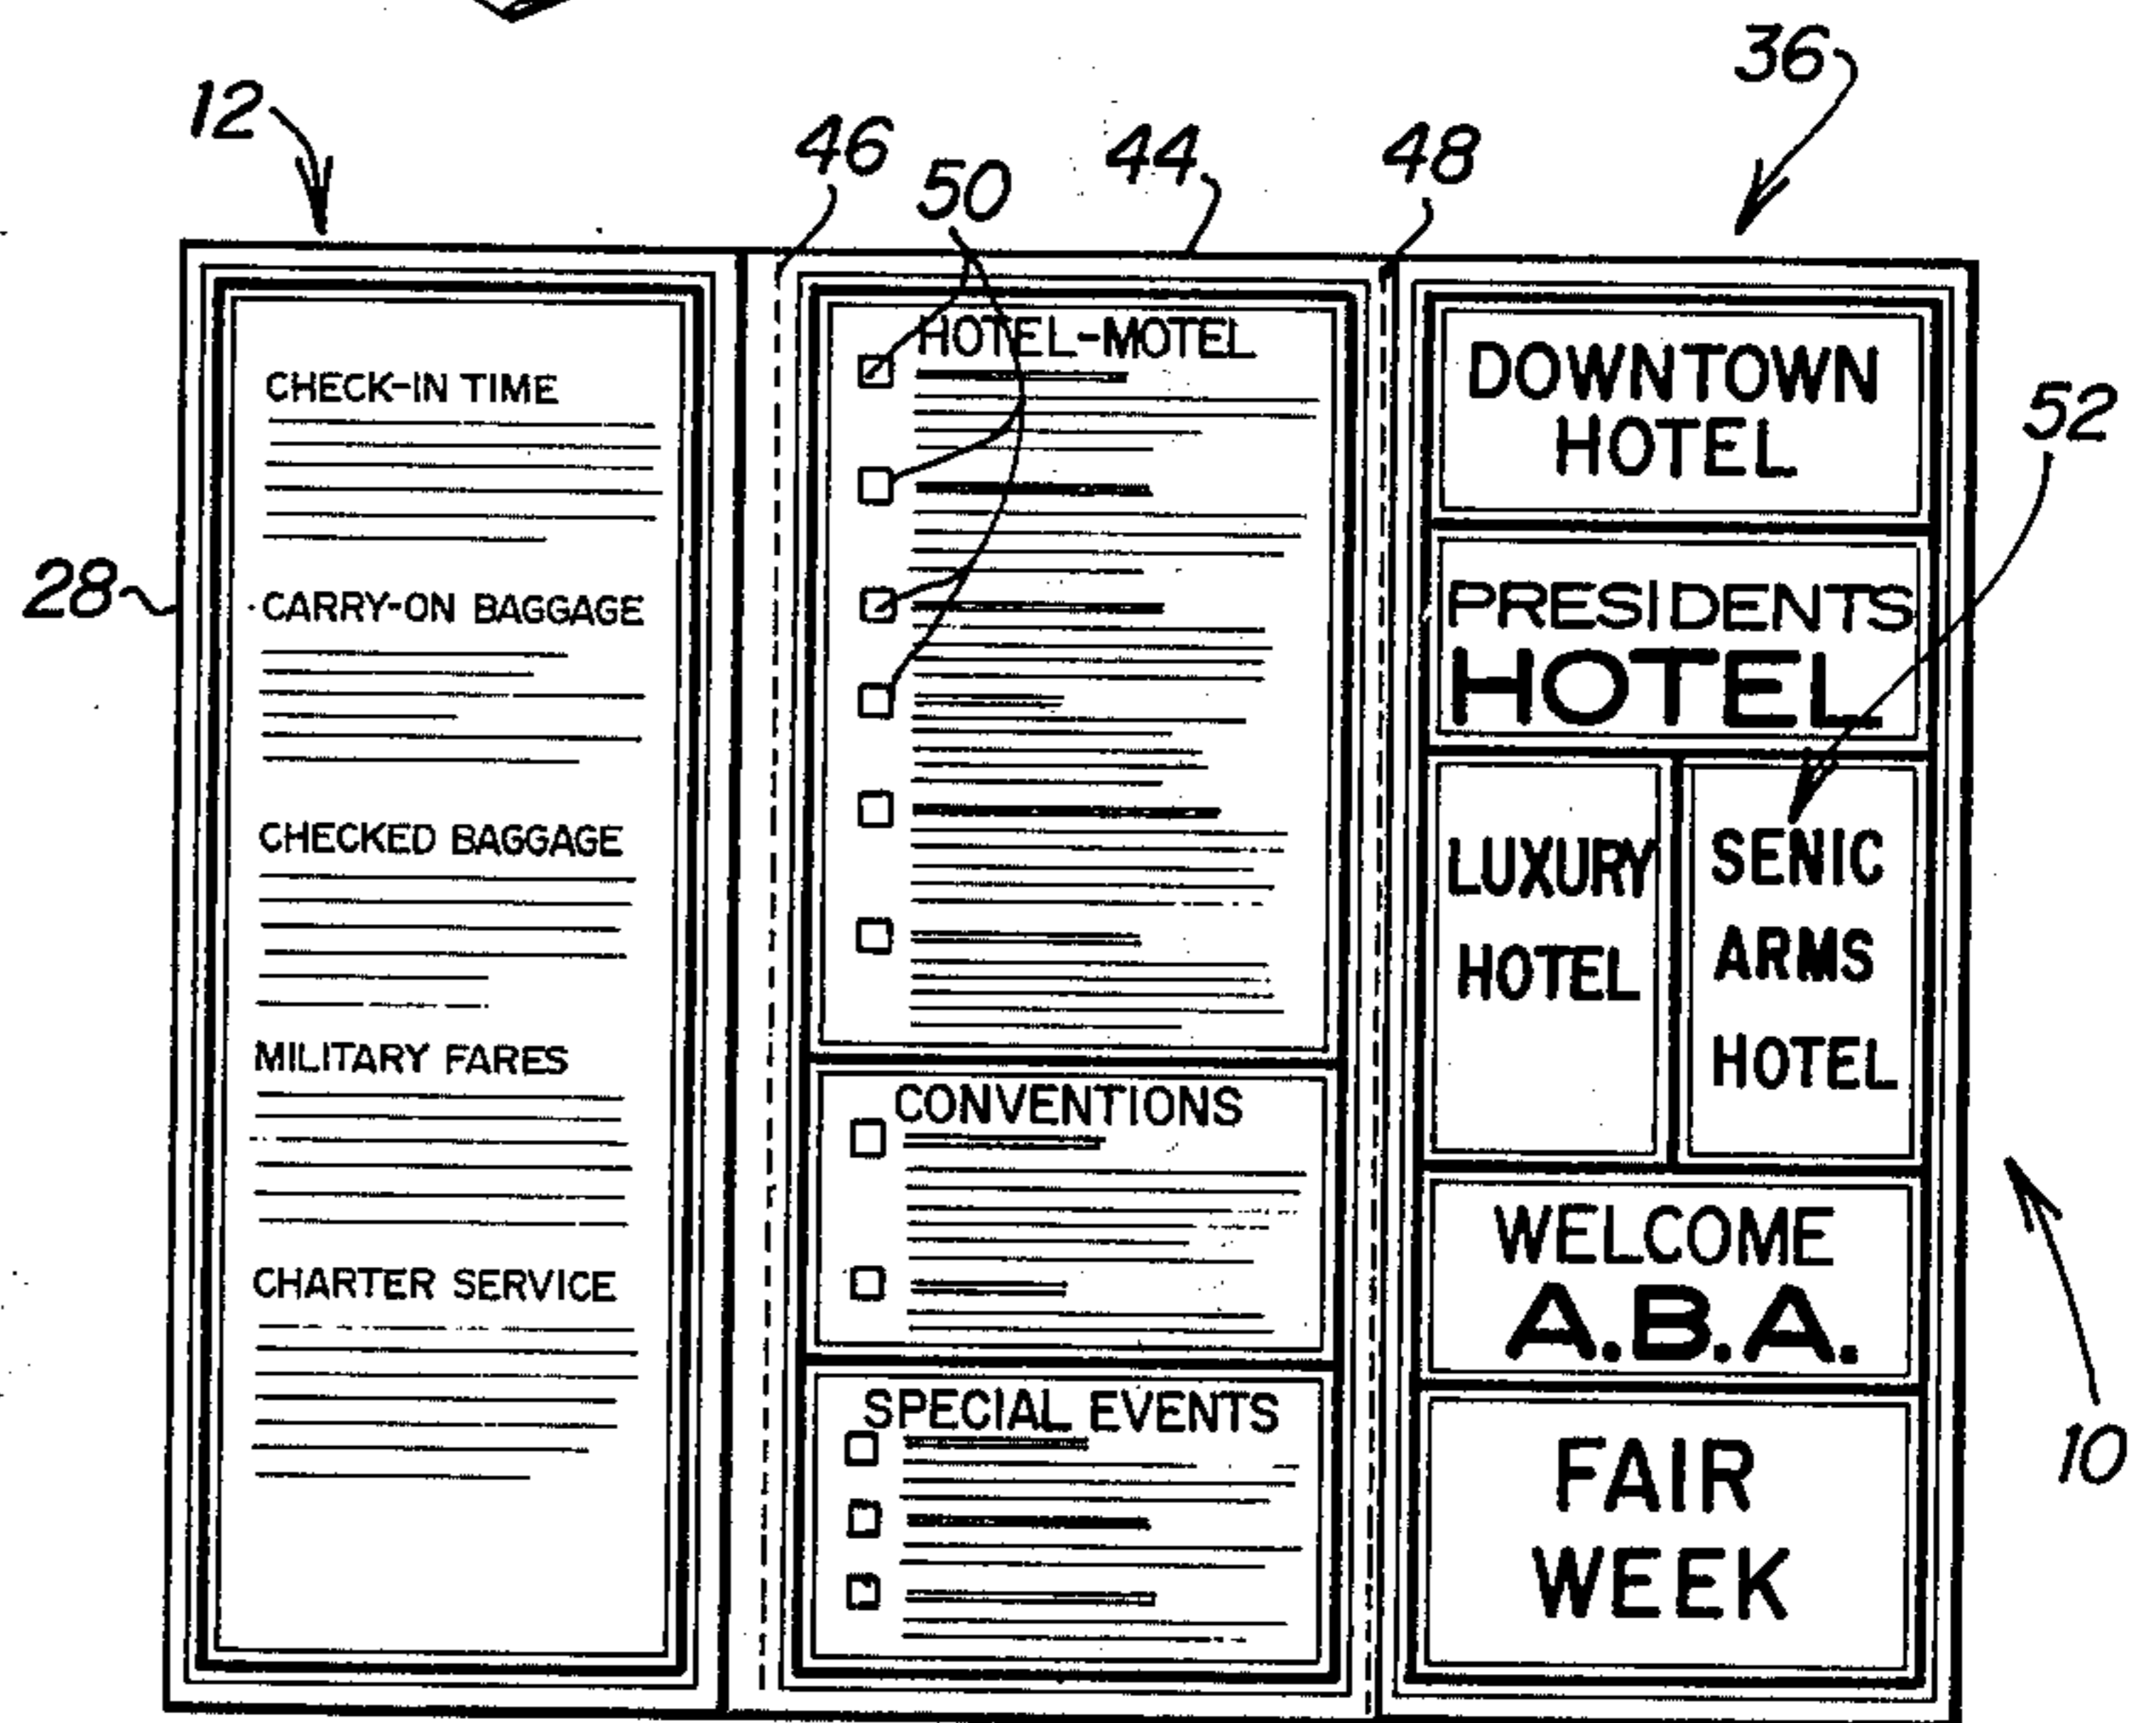 36
12
46
44
48
50
52
28
10
CHECK-IN TIME
CARRY-ON BAGGAGE
CHECKED BAGGAGE
MILITARY FARES
CHARTER SERVICE
HOTEL-MOTEL
CONVENTIONS
SPECIAL EVENTS
DOWNTOWN
HOTEL
PRESIDENTS
HOTEL
LUXURY
HOTEL
SENIC
ARMS
HOTEL
WELCOME
A.B.A.
FAIR
WEEK